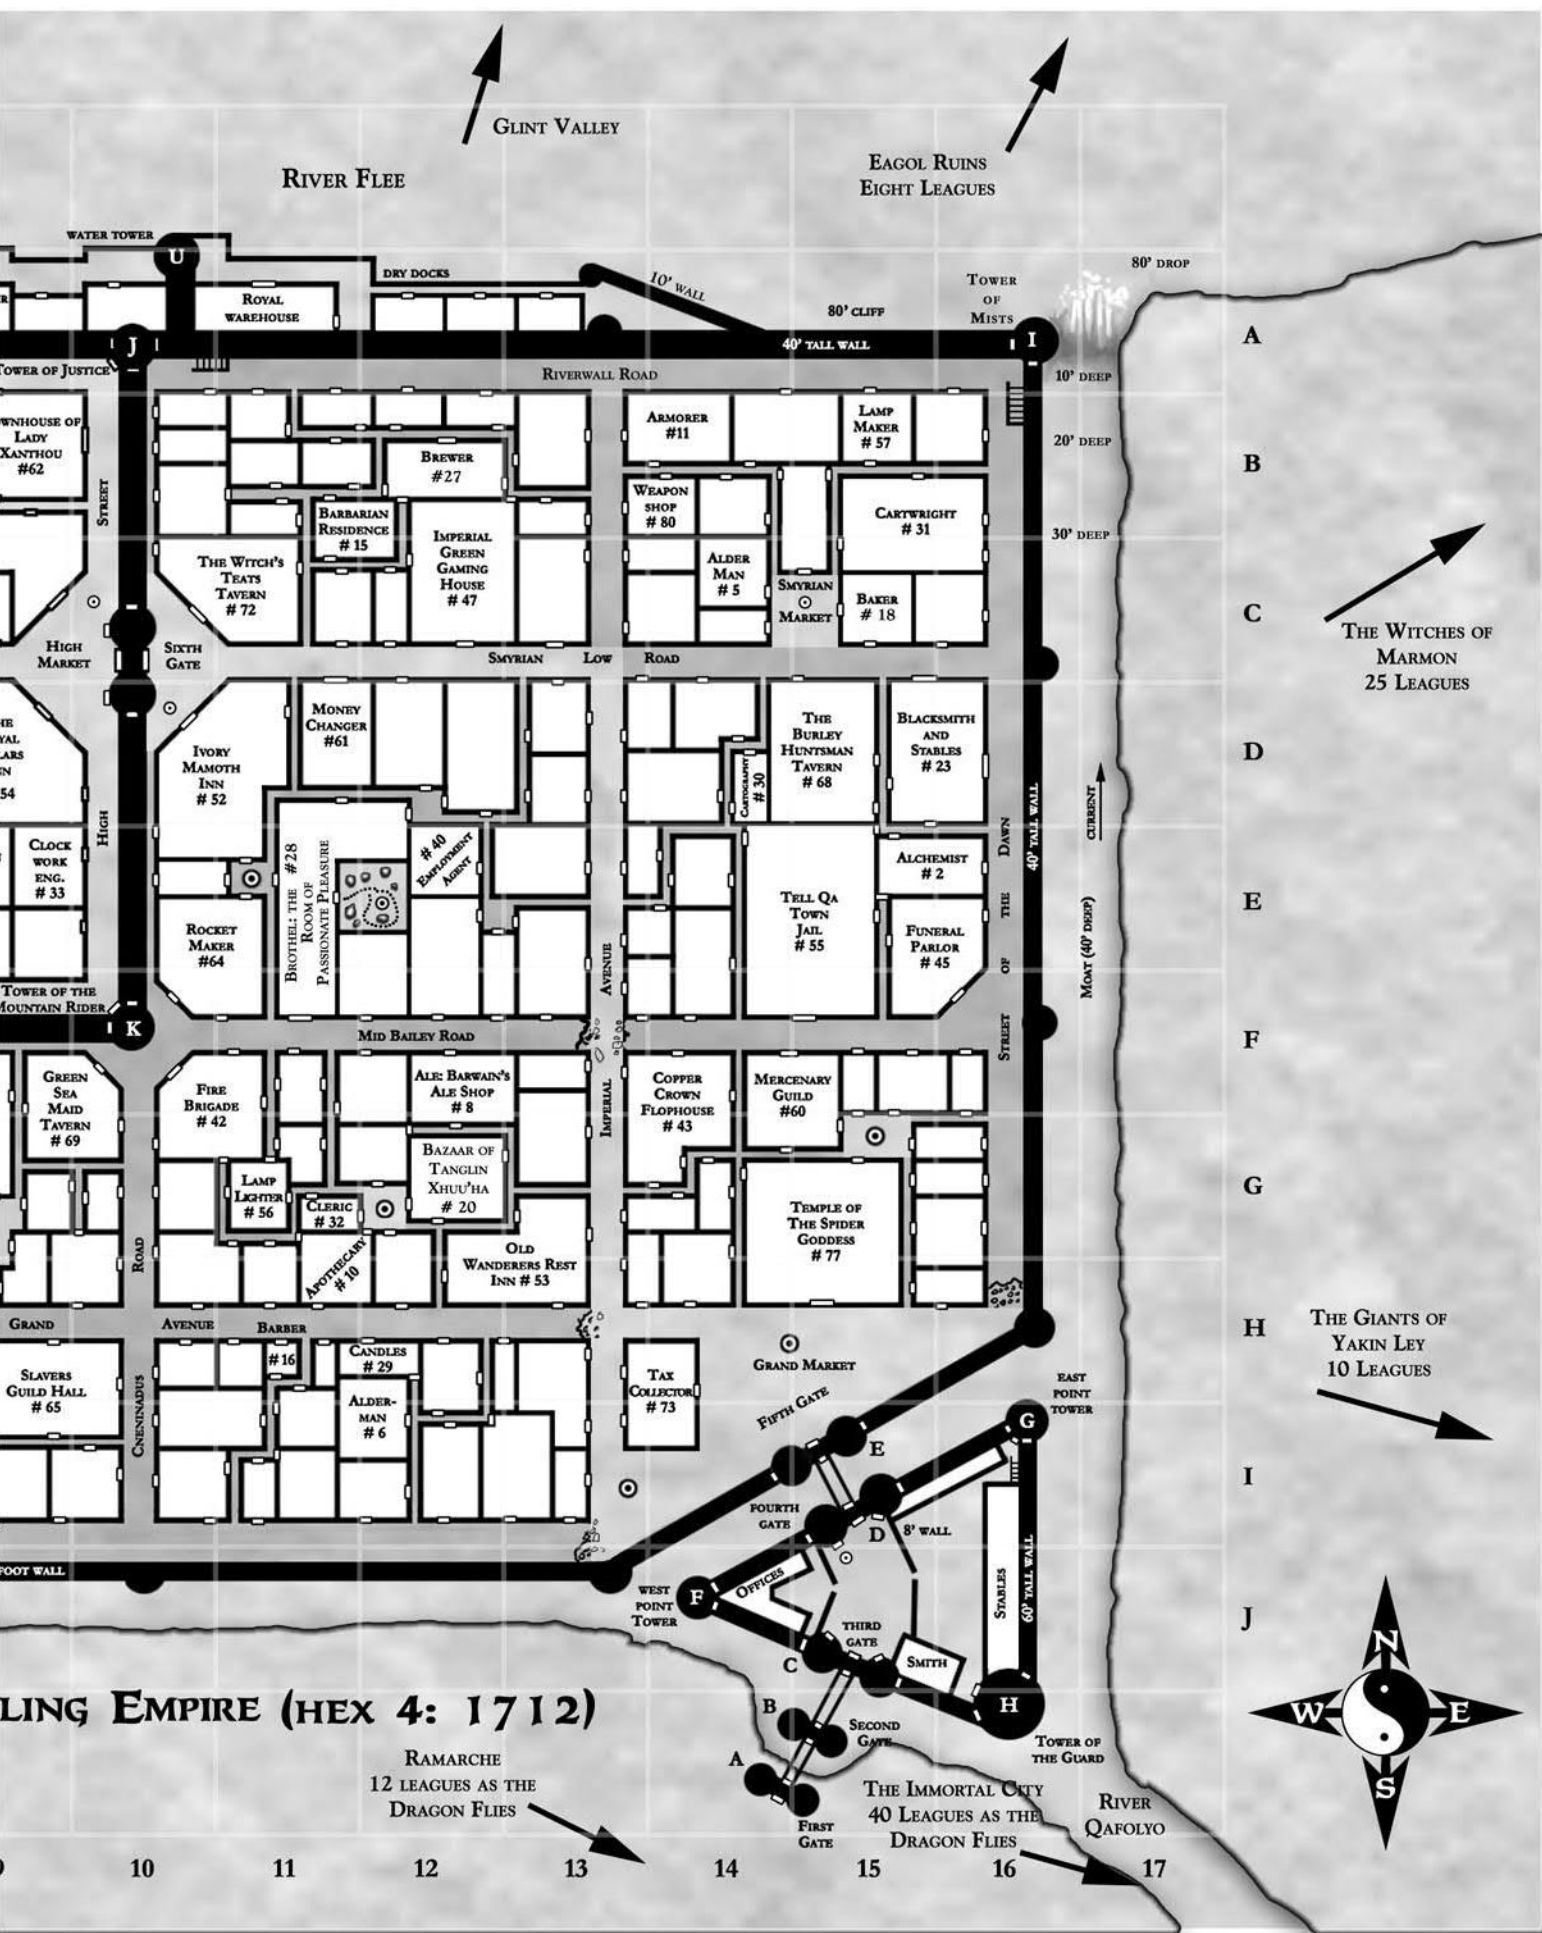 Glint Valley
River Flee
Eagol Ruins
Eight Leagues
water tower
U
dry docks
10' wall
80' drop
Tower
of
Mists
Royal
warehouse
80' cliff
J
40' tall wall
I
A
Tower of Justice
Riverwall Road
10' deep
Lady
Xanthou
#62
Armorer
#11
Lamp
Maker
# 57
20' deep
B
Brewer
#27
Street
Barbarian
Residence
# 15
Weapon
shop
# 80
Cartwright
# 31
30' deep
Imperial
Green
Gaming
House
# 47
The Witch's
Teats
Tavern
# 72
Alder
Man
# 5
Smyrian
Market
Baker
# 18
C
High
Market
Sixth
Gate
Smyrian Low Road
The Witches of
Marmon
25 Leagues
Money
Changer
#61
Ivory
Mamoth
Inn
# 52
The
Burley
Huntsman
Tavern
# 68
Cartography
# 30
Blacksmith
and
Stables
# 23
D
54
High
Clock
work
eng.
# 33
Brothel: the #28
Room of
Passionate Pleasure
# 40
Employment
Agent
Current
40' tall wall
Dawn
Alchemist
# 2
Tell Qa
Town
Jail
# 55
the
E
Rocket
Maker
#64
Funeral
Parlor
# 45
Avenue
of
Moat (40' deep)
Tower of the
Mountain Rider
K
Mid Bailey Road
Street
F
Green
Sea
Maid
Tavern
# 69
Fire
Brigade
# 42
Ale: Barwain's
Ale Shop
# 8
Copper
Crown
Flophouse
# 43
Mercenary
Guild
#60
Imperial
Bazaar of
Tanglin
Xhuu'ha
# 20
Lamp
Lighter
# 56
Cleric
# 32
G
Temple of
The Spider
Goddess
# 77
Road
Apothecary
# 10
Old
Wanderers Rest
Inn # 53
Grand Avenue
Barber
# 16
H
The Giants of
Yakin Ley
10 Leagues
Slavers
Guild Hall
# 65
Candles
# 29
Grand Market
Tax
Collector
# 73
East
Point
Tower
Cneninadus
Alder-
man
# 6
Fifth Gate
G
E
I
Fourth
Gate
D
8' wall
foot wall
West
Point
Tower
F
Offices
Stables
60' tall wall
J
Third
Gate
C
Smith
N
W
E
S
ling Empire (hex 4: 1712)
B
Second
Gate
H
Tower of
the Guard
Ramarche
12 leagues as the
Dragon Flies
A
The Immortal City
40 Leagues as the
Dragon Flies
First
Gate
River
Qafolyo
10 11 12 13 14 15 16 17